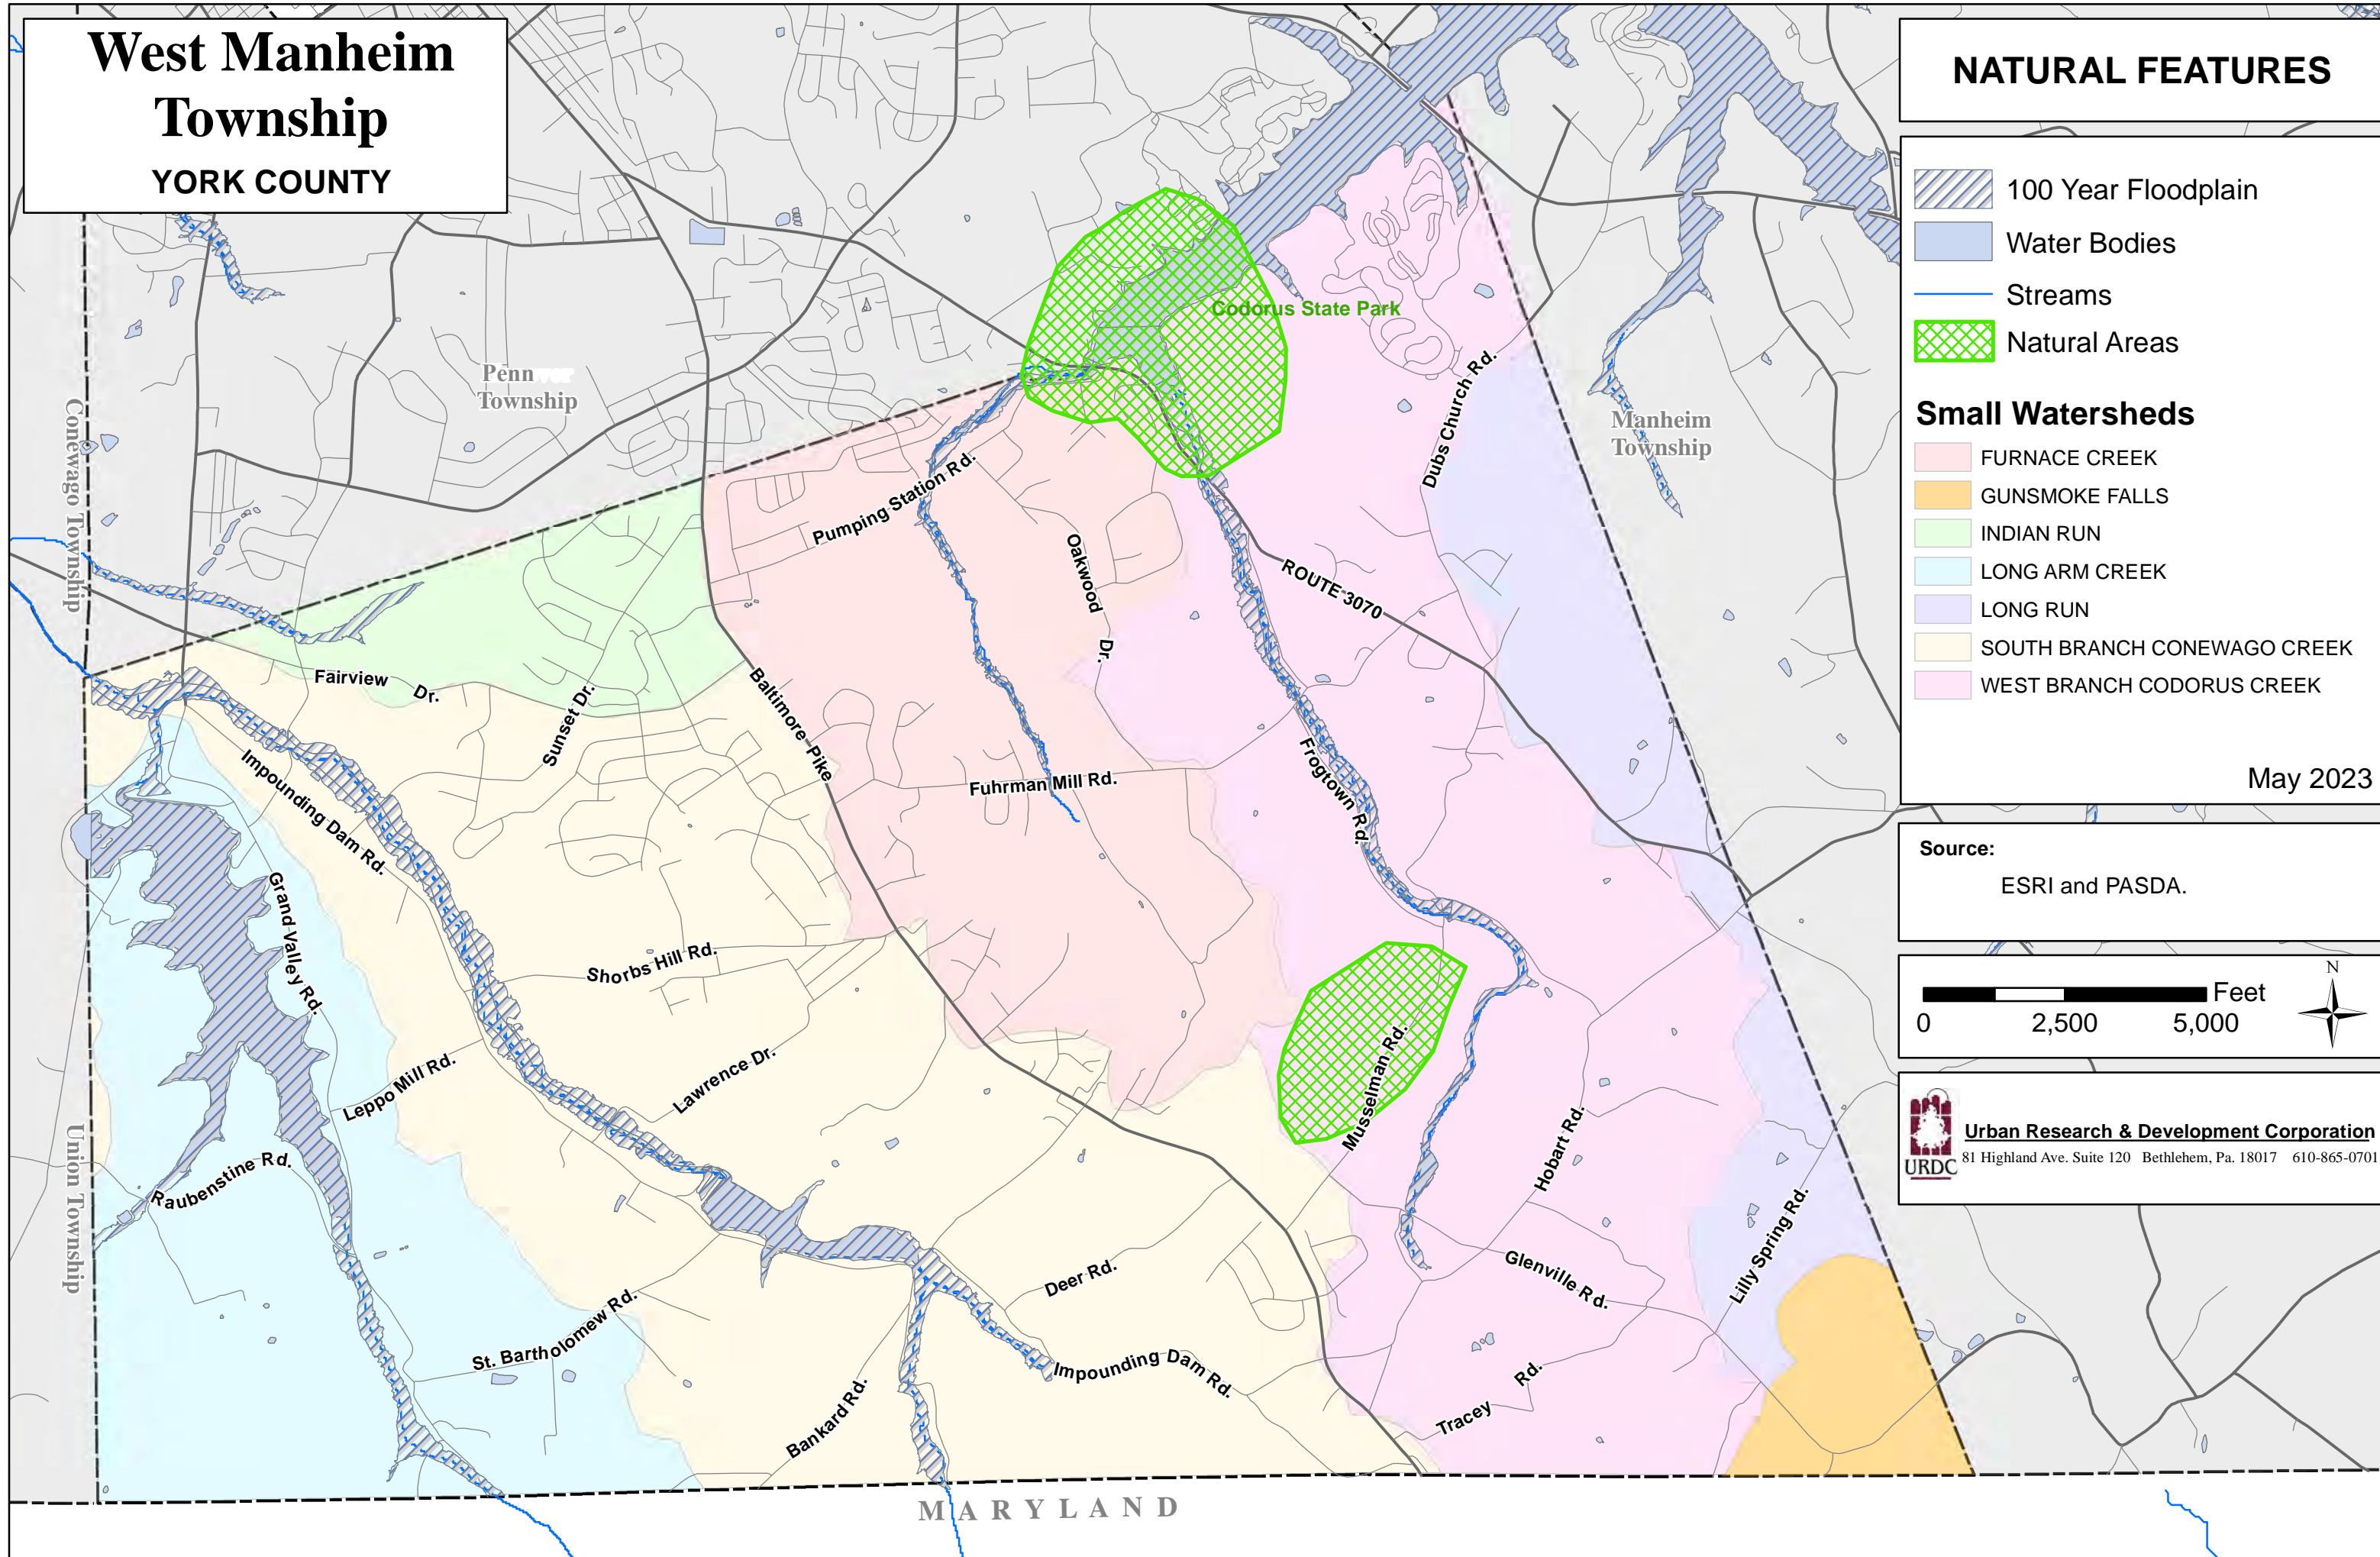 West Manheim
Township
YORK COUNTY
NATURAL FEATURES
100 Year Floodplain
Water Bodies
Streams
Natural Areas
Small Watersheds
FURNACE CREEK
GUNSMOKE FALLS
INDIAN RUN
LONG ARM CREEK
LONG RUN
SOUTH BRANCH CONEWAGO CREEK
WEST BRANCH CODORUS CREEK
May 2023
Source:
ESRI and PASDA.
Feet
0 2,500 5,000
N
URDC
Urban Research & Development Corporation
81 Highland Ave. Suite 120 Bethlehem, Pa. 18017 610-865-0701
Codorus State Park
Penn
Township
Conewago Township
Manheim
Township
Union Township
MARYLAND
Dubs Church Rd.
Pumping Station Rd.
Oakwood Dr.
ROUTE 3070
Fairview Dr.
Sunset Dr.
Baltimore Pike
Impounding Dam Rd.
Fuhrman Mill Rd.
Frogtown Rd.
Grand Valley Rd.
Shorbs Hill Rd.
Leppo Mill Rd.
Lawrence Dr.
Musselman Rd.
Hobart Rd.
Raubenstine Rd.
Lilly Spring Rd.
Glenville Rd.
Deer Rd.
St. Bartholomew Rd.
Impounding Dam Rd.
Bankard Rd.
Tracey Rd.